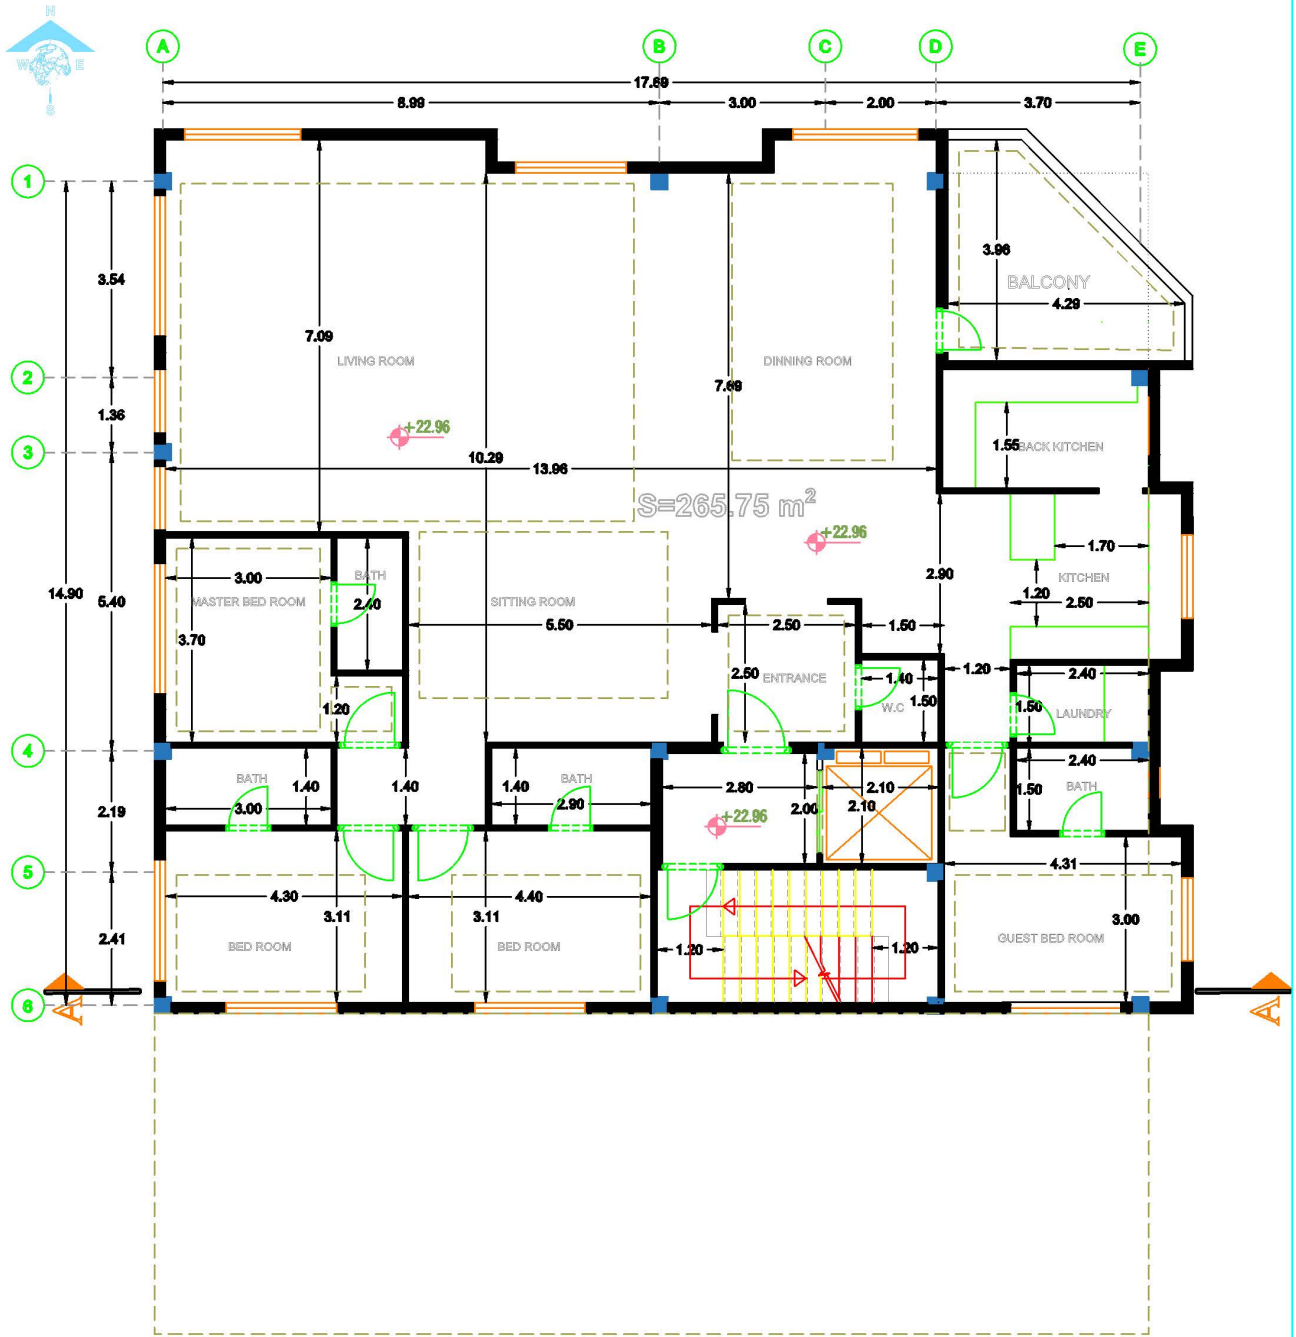 N
W E
S
A B C D E
17.69
8.99 3.00 2.00 3.70
1
3.54
3.96
BALCONY
4.29
7.09
LIVING ROOM
DINNING ROOM
2
7.69
1.36
+22.96
1.55
BACK KITCHEN
3
10.29
13.96
S=265.75 m²
+22.96
1.70
14.90
5.40
3.00
BATH
2.40
2.90
KITCHEN
1.20
2.50
MASTER BED ROOM
SITTING ROOM
3.70
5.50
2.50
1.50
2.50
ENTRANCE
1.20
2.40
1.40
1.50
W.C
1.20
1.50
LAUNDRY
4
BATH
1.40
3.00
1.40
1.40
BATH
2.90
2.80
2.00
2.10
2.10
2.40
1.50
BATH
2.19
+22.96
5
4.31
4.30
3.11
4.40
3.11
3.00
2.41
BED ROOM
BED ROOM
1.20
1.20
GUEST BED ROOM
6
A A